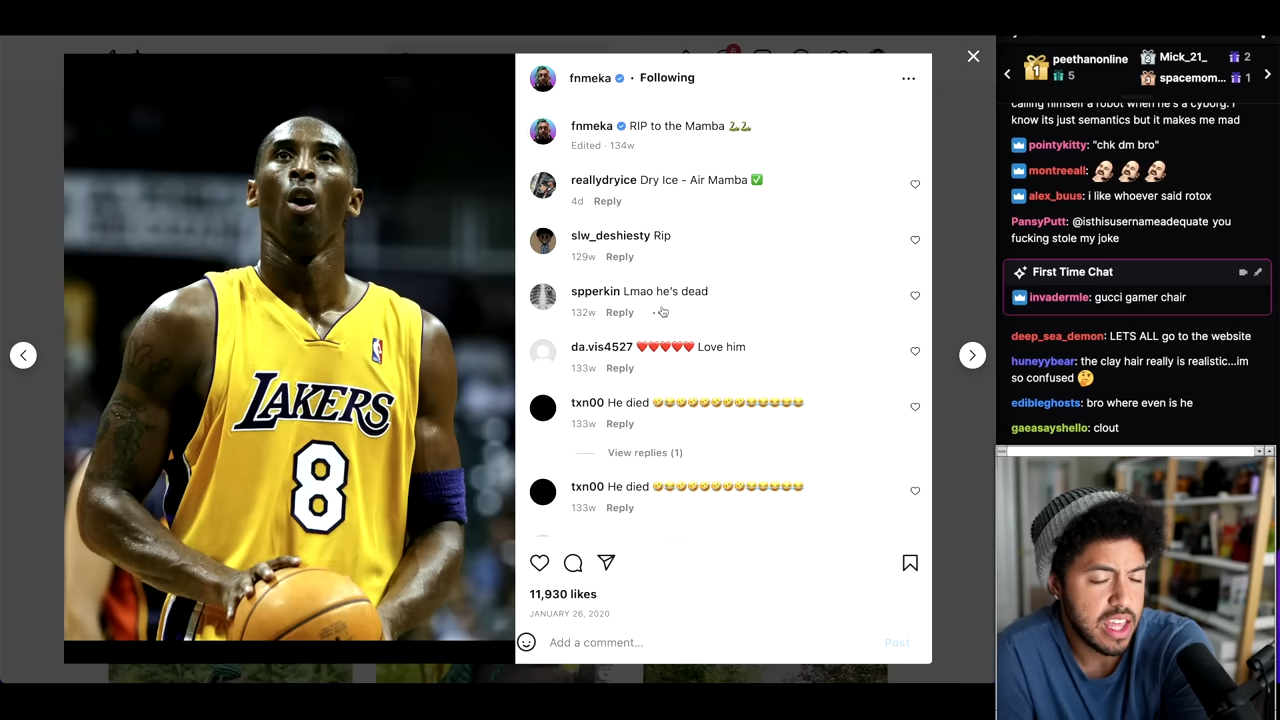 LAKERS
8
fnmeka • Following
fnmeka RIP to the Mamba 🐍🐍
Edited · 134w
reallydryice Dry Ice - Air Mamba ✅
4d Reply
slw_deshiesty Rip
129w Reply
spperkin Lmao he's dead
132w Reply
da.vis4527 ❤️❤️❤️❤️❤️ Love him
133w Reply
txn00 He died 🤣😂🤣🤣🤣🤣🤣🤣😂😂😂😂😂
133w Reply
View replies (1)
txn00 He died 🤣😂🤣🤣🤣🤣🤣🤣😂😂😂😂😂
133w Reply
11,930 likes
JANUARY 26, 2020
Add a comment...
Post
1 peethanonline
5
2 Mick_21_ 2
3 spacemom... 1
calling himself a robot when he's a cyborg. I
know its just semantics but it makes me mad
pointykitty: "chk dm bro"
montreeall:
alex_buus: i like whoever said rotox
PansyPutt: @isthisusernameadequate you
fucking stole my joke
First Time Chat
invadermle: gucci gamer chair
deep_sea_demon: LETS ALL go to the website
huneyybear: the clay hair really is realistic...im
so confused 🤔
edibleghosts: bro where even is he
gaeasayshello: clout